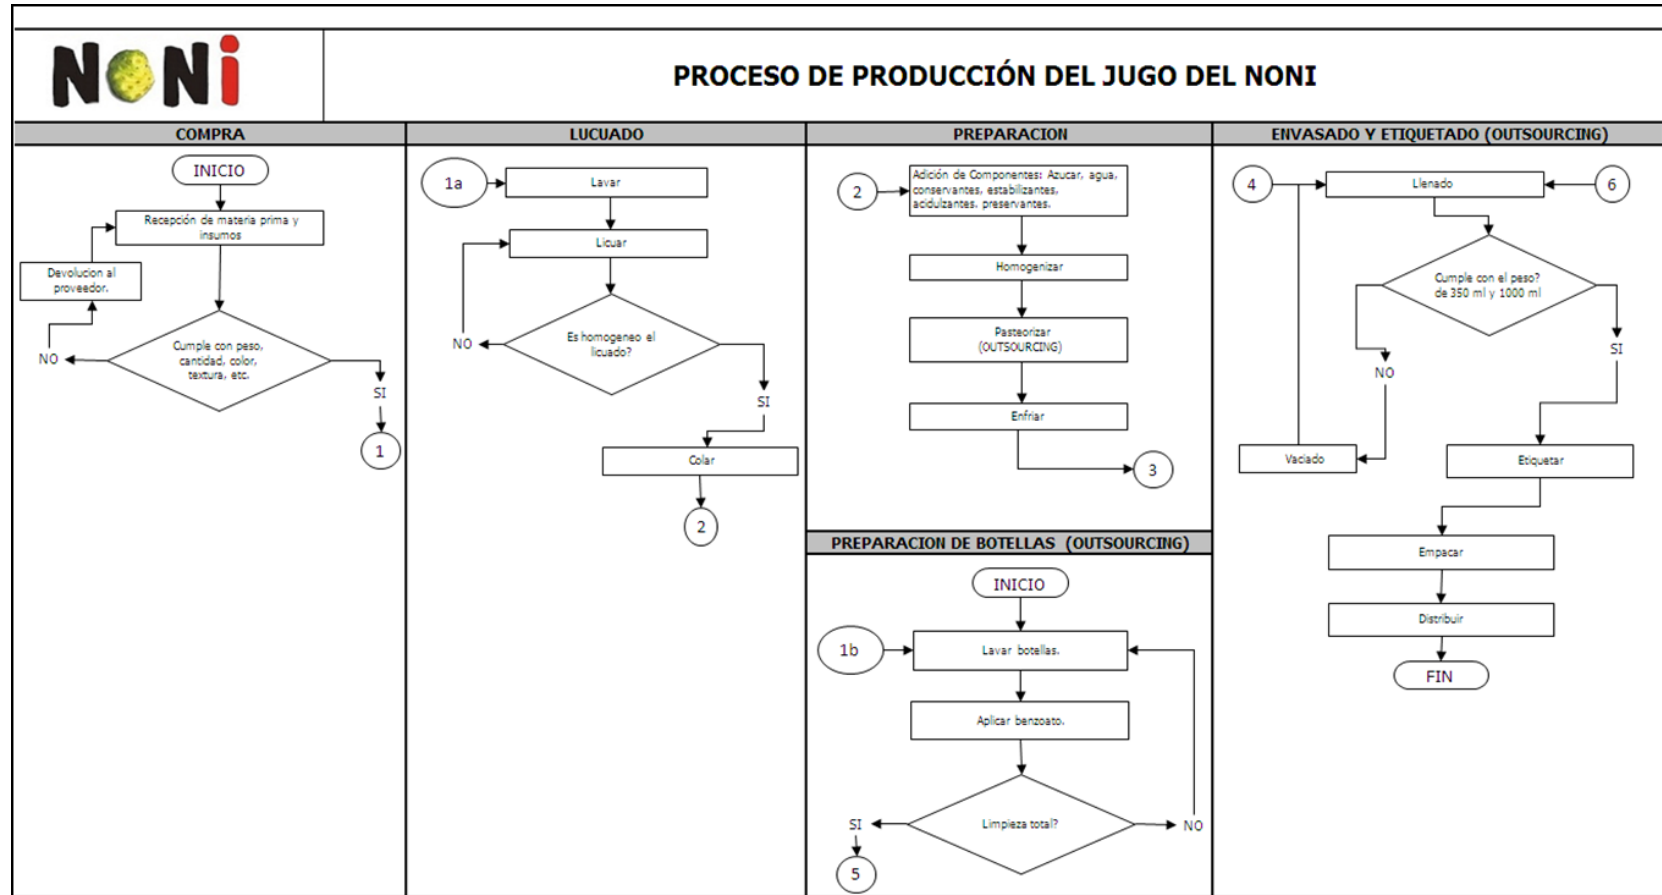 NONi
PROCESO DE PRODUCCIÓN DEL JUGO DEL NONI
COMPRA
INICIO
Recepción de materia prima y
insumos
Devolucion al
proveedor.
NO
Cumple con peso,
cantidad, color,
textura, etc.
SI
1
LUCUADO
1a
Lavar
Licuar
NO
Es homogeneo el
licuado?
SI
Colar
2
PREPARACION
2
Adición de Componentes: Azucar, agua,
conservantes, estabilizantes,
acidulzantes, preservantes.
Homogenizar
Pasteorizar
(OUTSOURCING)
Enfriar
3
PREPARACION DE BOTELLAS (OUTSOURCING)
INICIO
1b
Lavar botellas.
Aplicar benzoato.
SI
Limpieza total?
NO
5
ENVASADO Y ETIQUETADO (OUTSOURCING)
4
Llenado
6
Cumple con el peso?
de 350 ml y 1000 ml
NO
SI
Vaciado
Etiquetar
Empacar
Distribuir
FIN